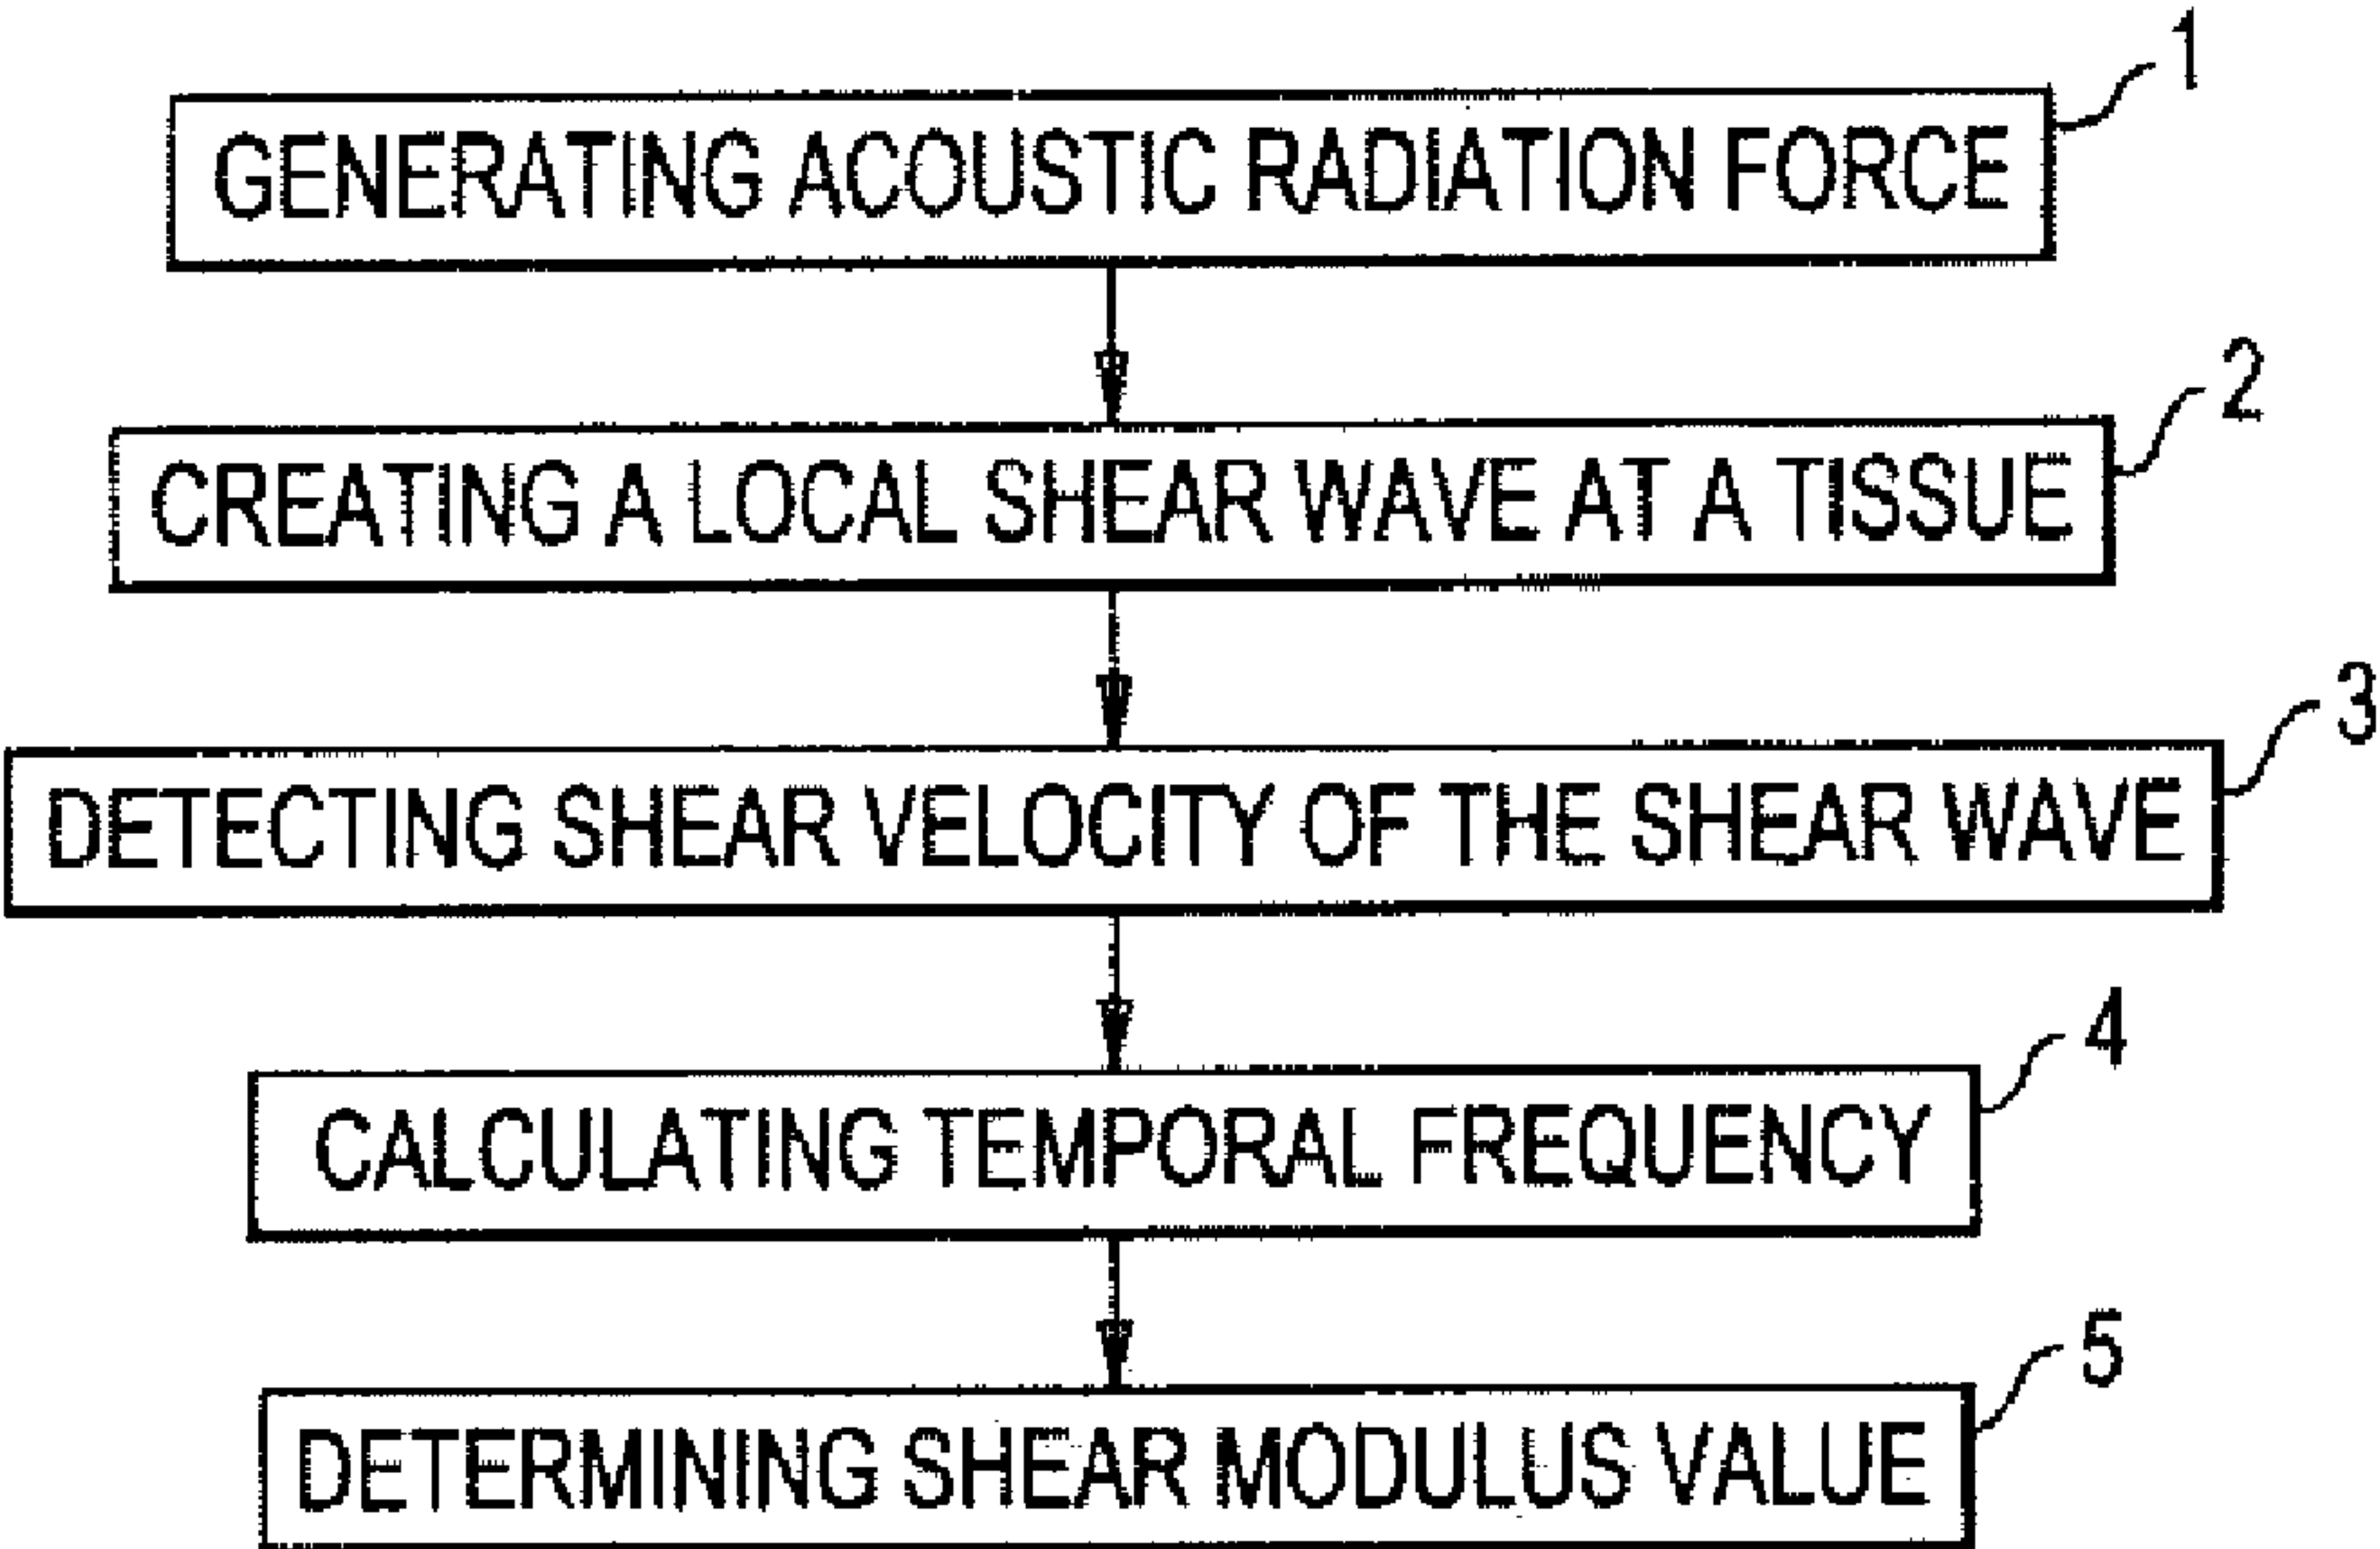 1
GENERATING ACOUSTIC RADIATION FORCE
2
CREATING A LOCAL SHEAR WAVE AT A TISSUE
3
DETECTING SHEAR VELOCITY OF THE SHEAR WAVE
4
CALCULATING TEMPORAL FREQUENCY
5
DETERMINING SHEAR MODULUS VALUE